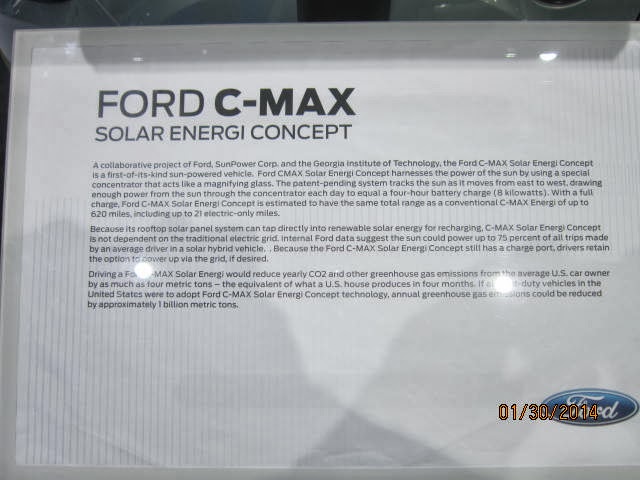 FORD C-MAX
SOLAR ENERGI CONCEPT
A collaborative project of Ford, SunPower Corp. and the Georgia Institute of Technology, the Ford C-MAX Solar Energi Concept
is a first-of-its-kind sun-powered vehicle. Ford CMAX Solar Energi Concept harnesses the power of the sun by using a special
concentrator that acts like a magnifying glass. The patent-pending system tracks the sun as it moves from east to west, drawing
enough power from the sun through the concentrator each day to equal a four-hour battery charge (8 kilowatts). With a full
charge, Ford C-MAX Solar Energi Concept is estimated to have the same total range as a conventional C-MAX Energi of up to
620 miles, including up to 21 electric-only miles.
Because its rooftop solar panel system can tap directly into renewable solar energy for recharging, C-MAX Solar Energi Concept
is not dependent on the traditional electric grid. Internal Ford data suggest the sun could power up to 75 percent of all trips made
by an average driver in a solar hybrid vehicle. . Because the Ford C-MAX Solar Energi Concept still has a charge port, drivers retain
the option to power up via the grid, if desired.
Driving a Ford C-MAX Solar Energi would reduce yearly CO2 and other greenhouse gas emissions from the average U.S. car owner
by as much as four metric tons – the equivalent of what a U.S. house produces in four months. If all light-duty vehicles in the
United States were to adopt Ford C-MAX Solar Energi Concept technology, annual greenhouse gas emissions could be reduced
by approximately 1 billion metric tons.
Ford
01/30/2014